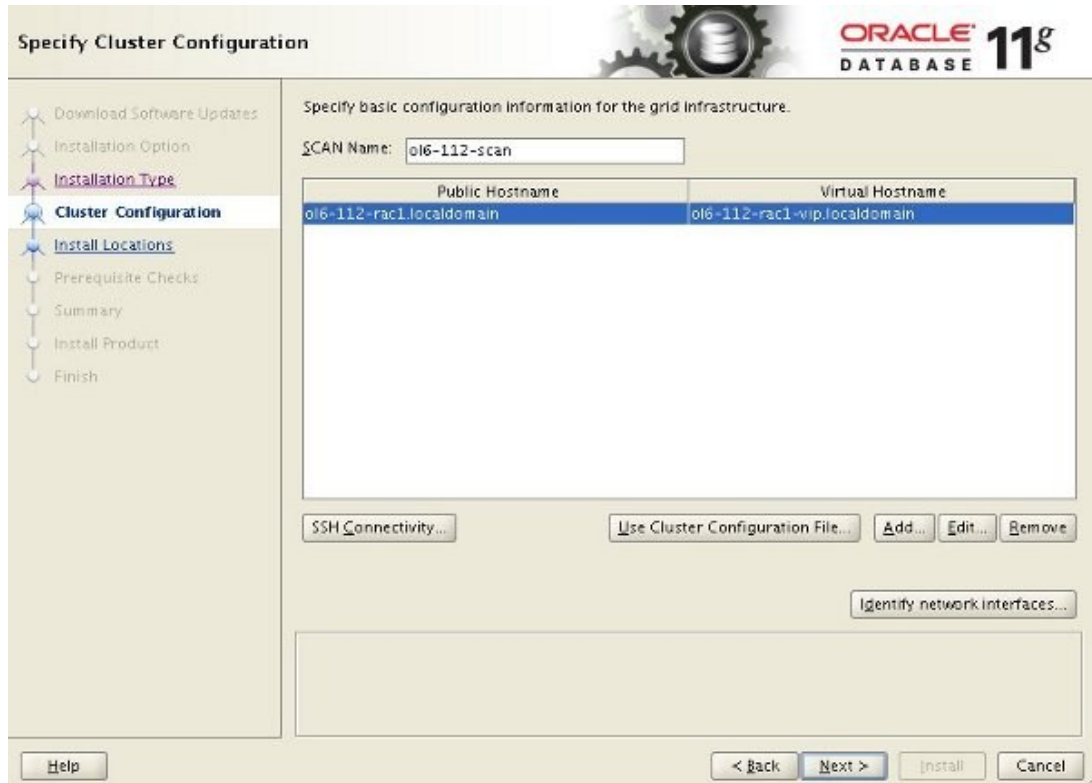 Specify Cluster Configuration
ORACLE DATABASE 11g
Download Software Updates
Installation Option
Installation Type
Cluster Configuration
Install Locations
Prerequisite Checks
Summary
Install Product
Finish
Specify basic configuration information for the grid infrastructure.
SCAN Name: ol6-112-scan
Public Hostname Virtual Hostname
ol6-112-rac1.localdomain ol6-112-rac1-vip.localdomain
SSH Connectivity... Use Cluster Configuration File... Add... Edit... Remove
Identify network interfaces...
Help < Back Next > Install Cancel